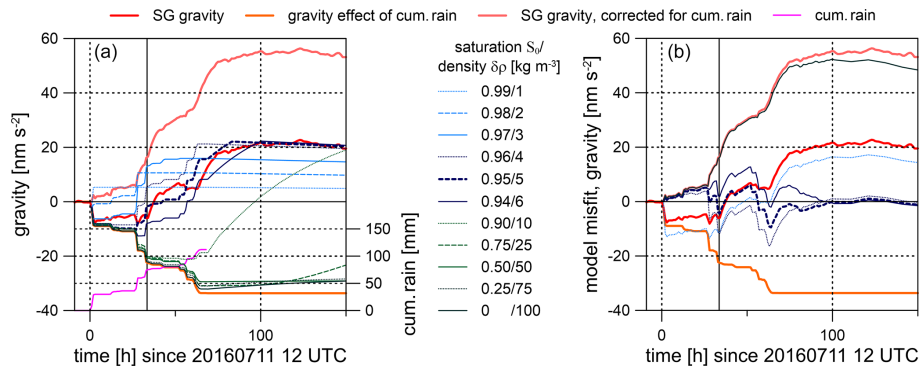 SG gravity
gravity effect of cum. rain
SG gravity, corrected for cum. rain
cum. rain
(a)
60
40
20
0
-20
-40
gravity [nm s⁻²]
150
100
50
0
cum. rain [mm]
0
100
time [h] since 20160711 12 UTC
saturation S₀/
density δρ [kg m⁻³]
0.99/1
0.98/2
0.97/3
0.96/4
0.95/5
0.94/6
0.90/10
0.75/25
0.50/50
0.25/75
0 /100
(b)
60
40
20
0
-20
-40
model misfit, gravity [nm s⁻²]
0
100
time [h] since 20160711 12 UTC